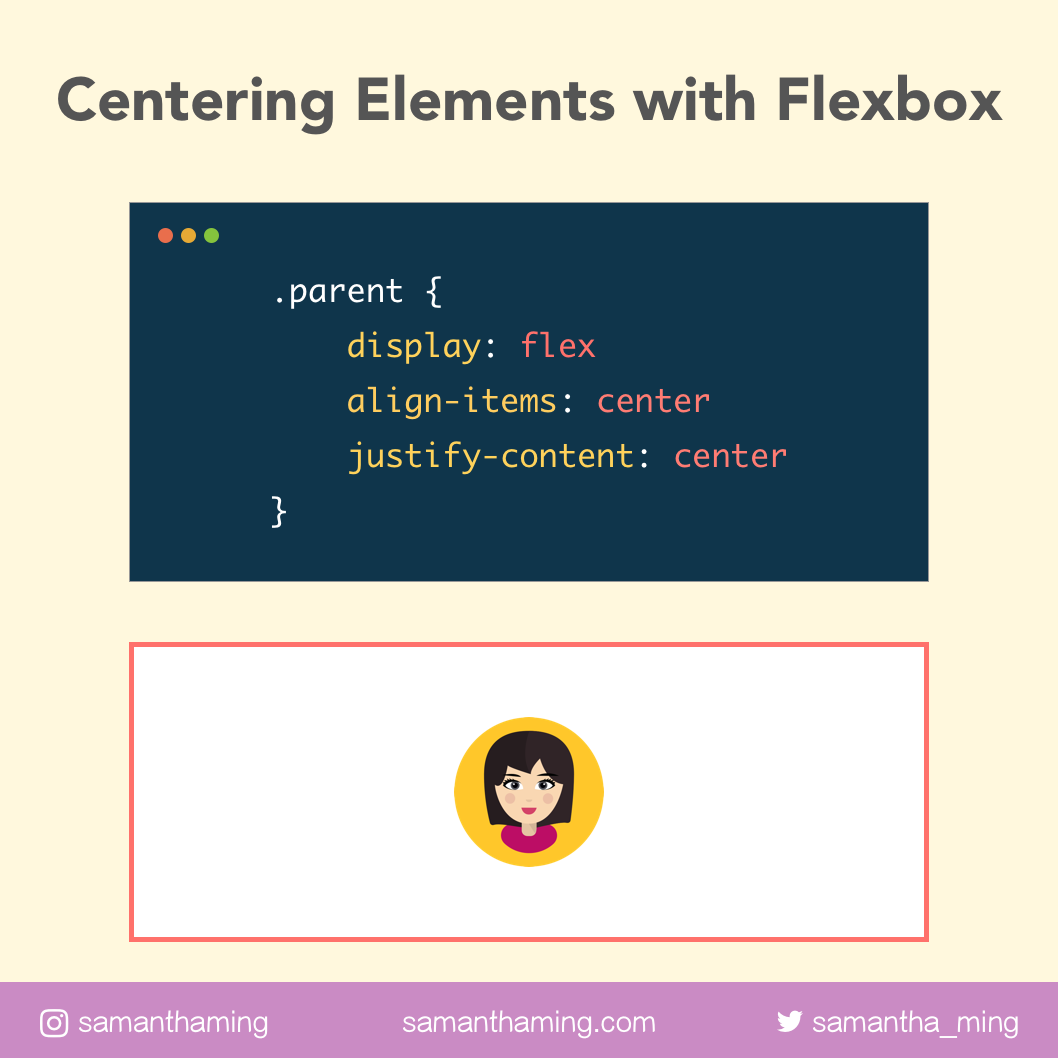 Centering Elements with Flexbox
.parent {
display: flex
align-items: center
justify-content: center
}
samanthaming
samanthaming.com
samantha_ming